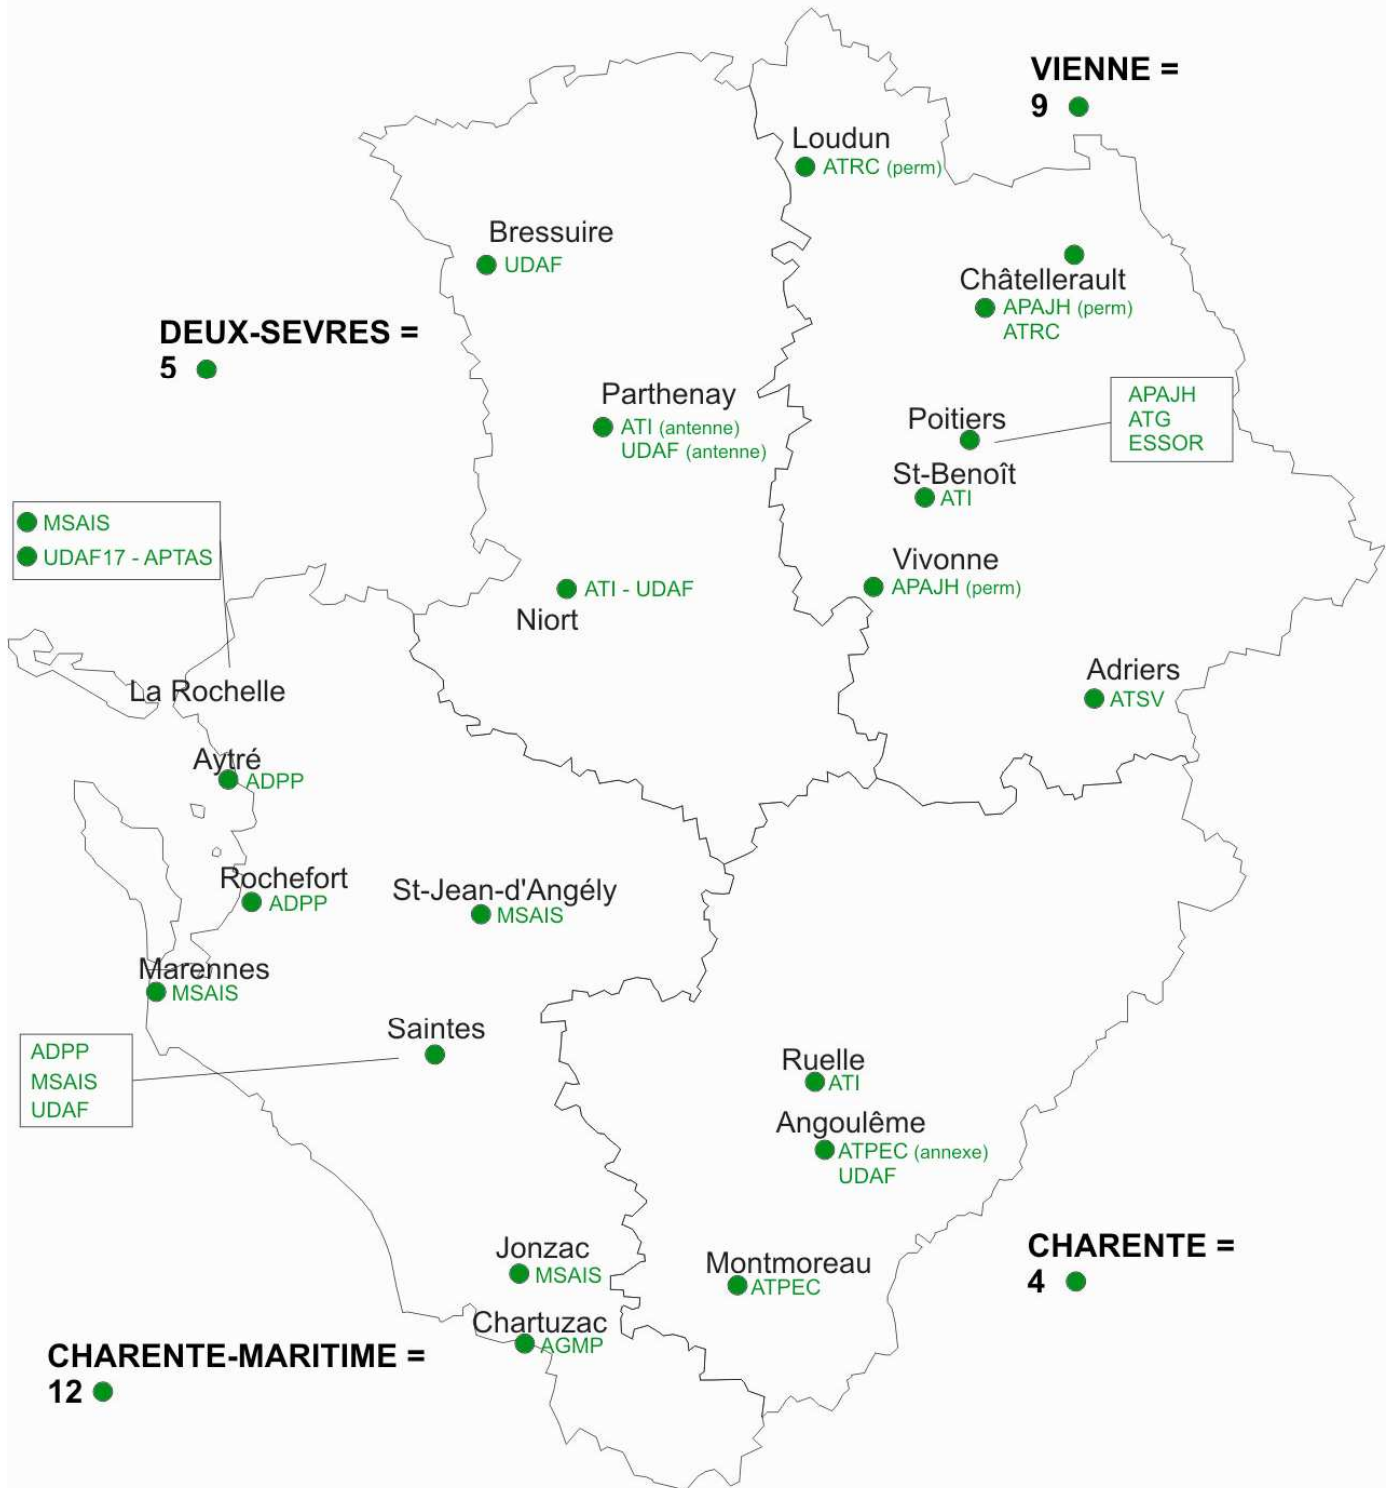 VIENNE =
9
Loudun
ATRC (perm)
Bressuire
UDAF
Châtellerault
APAJH (perm)
ATRC
DEUX-SEVRES =
5
Parthenay
ATI (antenne)
UDAF (antenne)
APAJH
ATG
ESSOR
Poitiers
St-Benoît
ATI
MSAIS
UDAF17 - APTAS
Vivonne
APAJH (perm)
ATI - UDAF
Niort
Adriers
ATSV
La Rochelle
Aytré
ADPP
Rochefort
ADPP
St-Jean-d'Angély
MSAIS
Marennes
MSAIS
Saintes
ADPP
MSAIS
UDAF
Ruelle
ATI
Angoulême
ATPEC (annexe)
UDAF
Jonzac
MSAIS
Montmoreau
ATPEC
CHARENTE =
4
Chartuzac
AGMP
CHARENTE-MARITIME =
12